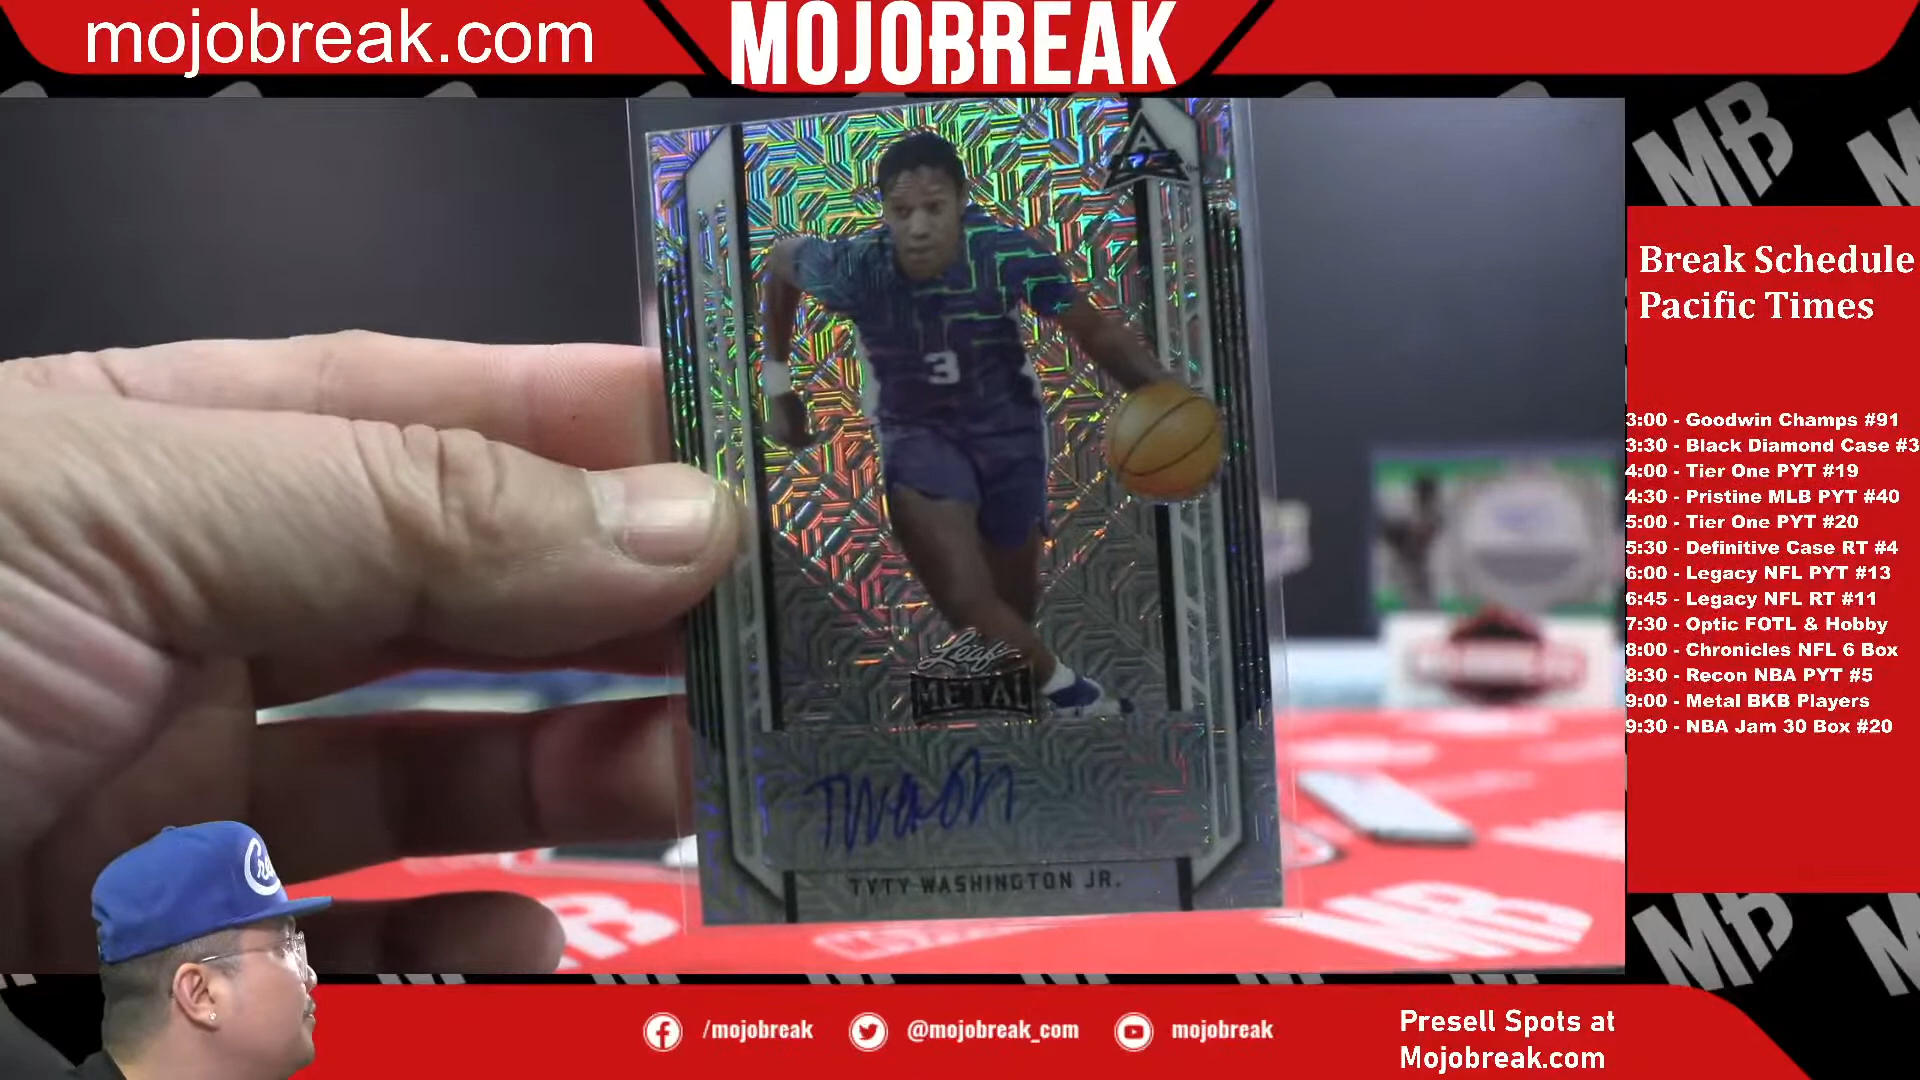 mojobreak.com
MOJOBREAK
MB
Break Schedule
Pacific Times
3:00 - Goodwin Champs #91
3:30 - Black Diamond Case #3
4:00 - Tier One PYT #19
4:30 - Pristine MLB PYT #40
5:00 - Tier One PYT #20
5:30 - Definitive Case RT #4
6:00 - Legacy NFL PYT #13
6:45 - Legacy NFL RT #11
7:30 - Optic FOTL & Hobby
8:00 - Chronicles NFL 6 Box
8:30 - Recon NBA PYT #5
9:00 - Metal BKB Players
9:30 - NBA Jam 30 Box #20
A
3
Leaf
METAL
TYTY WASHINGTON JR.
MB
MB
/mojobreak
@mojobreak_com
mojobreak
Presell Spots at
Mojobreak.com